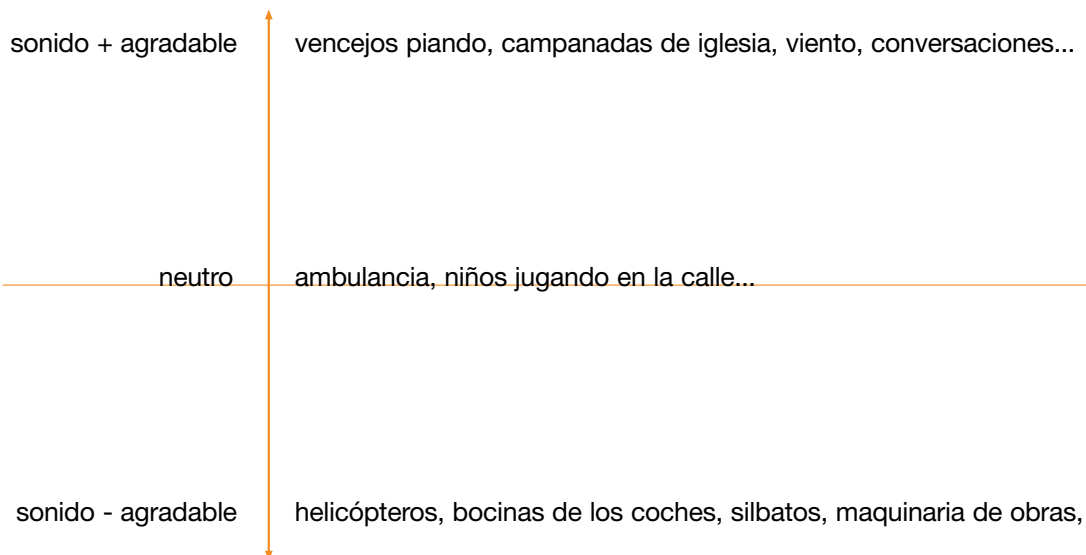 sonido + agradable vencejos piando, campanadas de iglesia, viento, conversaciones...
neutro ambulancia, niños jugando en la calle...
sonido - agradable helicópteros, bocinas de los coches, silbatos, maquinaria de obras,